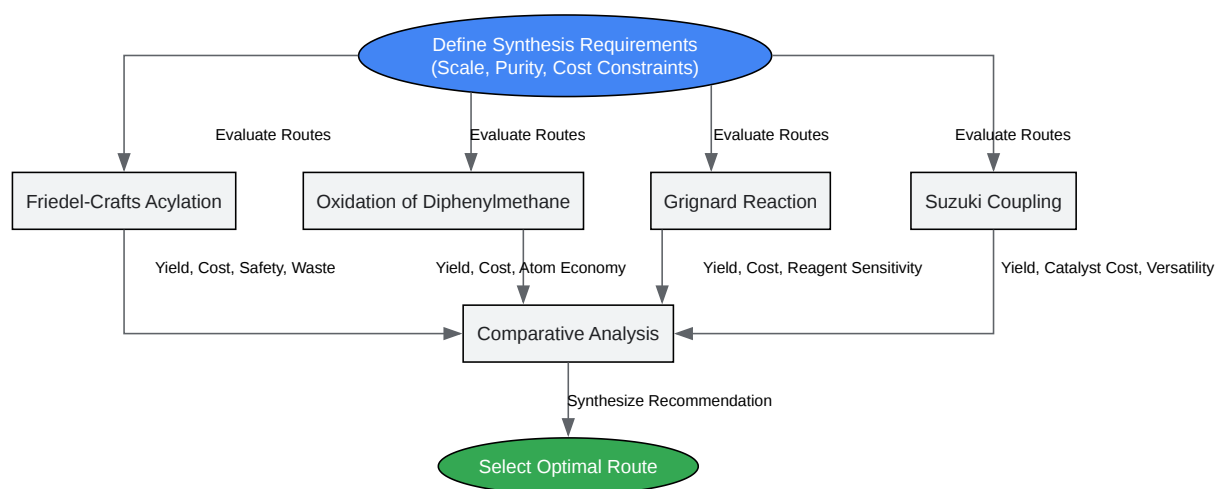 Define Synthesis Requirements
(Scale, Purity, Cost Constraints)
Evaluate Routes
Evaluate Routes
Evaluate Routes
Evaluate Routes
Friedel-Crafts Acylation
Oxidation of Diphenylmethane
Grignard Reaction
Suzuki Coupling
Yield, Cost, Safety, Waste
Yield, Cost, Atom Economy
Yield, Cost, Reagent Sensitivity
Yield, Catalyst Cost, Versatility
Comparative Analysis
Synthesize Recommendation
Select Optimal Route